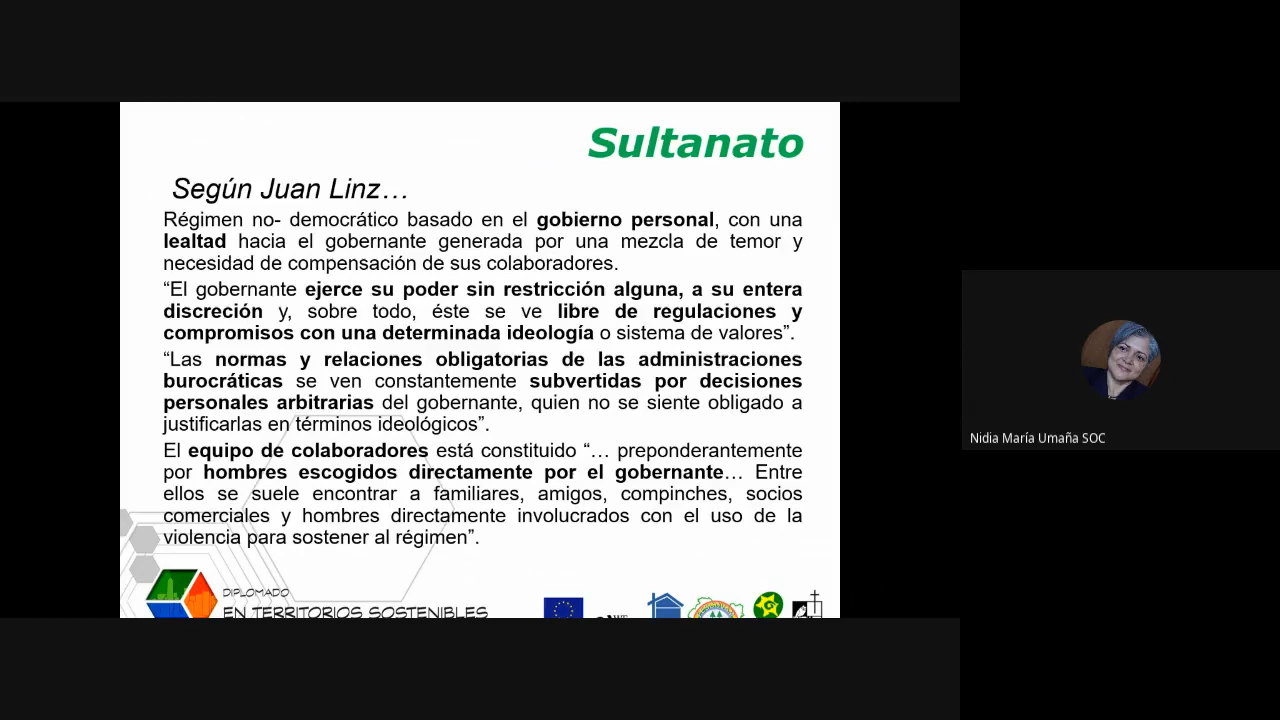 Sultanato
Según Juan Linz…
Régimen no- democrático basado en el gobierno personal, con una
lealtad hacia el gobernante generada por una mezcla de temor y
necesidad de compensación de sus colaboradores.
“El gobernante ejerce su poder sin restricción alguna, a su entera
discreción y, sobre todo, éste se ve libre de regulaciones y
compromisos con una determinada ideología o sistema de valores”.
“Las normas y relaciones obligatorias de las administraciones
burocráticas se ven constantemente subvertidas por decisiones
personales arbitrarias del gobernante, quien no se siente obligado a
justificarlas en términos ideológicos”.
El equipo de colaboradores está constituido “… preponderantemente
por hombres escogidos directamente por el gobernante… Entre
ellos se suele encontrar a familiares, amigos, compinches, socios
comerciales y hombres directamente involucrados con el uso de la
violencia para sostener al régimen”.
DIPLOMADO
EN TERRITORIOS SOSTENIBLES
Nidia María Umaña SOC